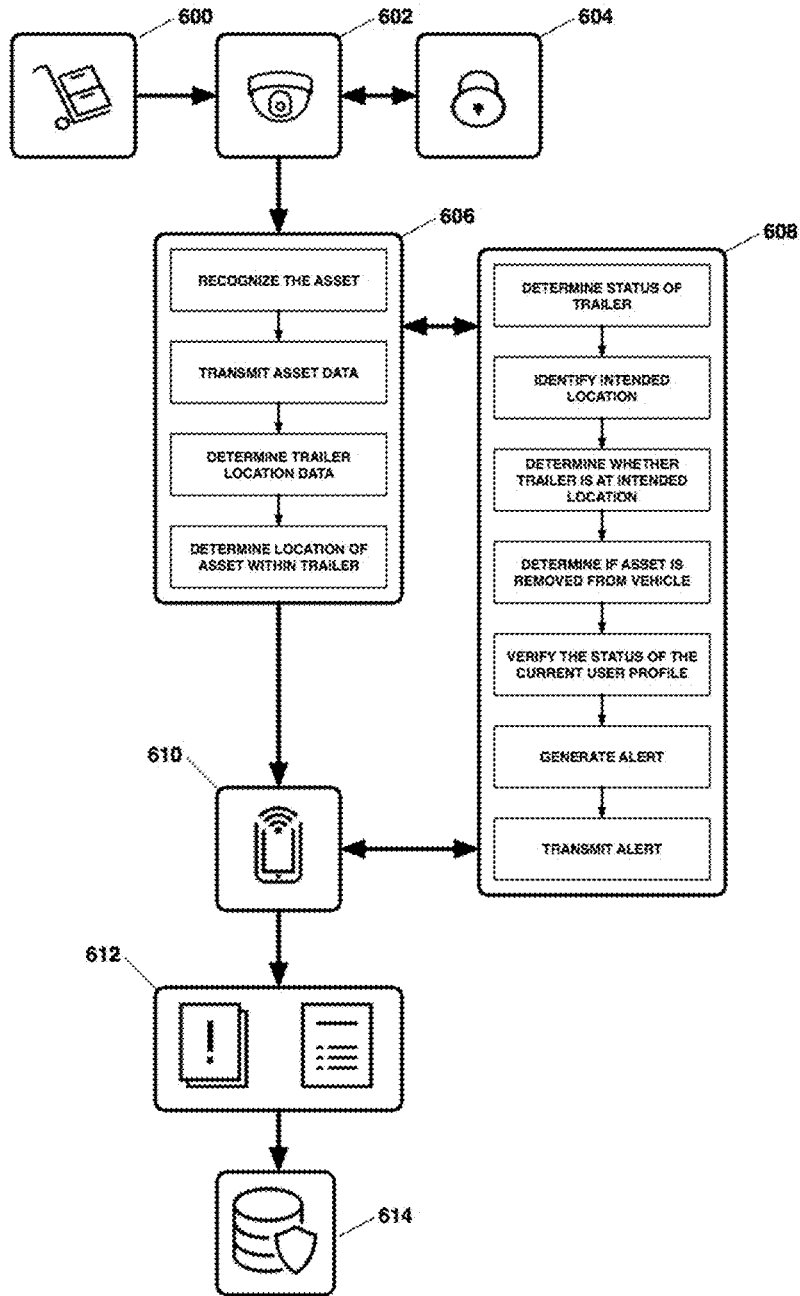 600
602
604
606
RECOGNIZE THE ASSET
TRANSMIT ASSET DATA
DETERMINE TRAILER
LOCATION DATA
DETERMINE LOCATION OF
ASSET WITHIN TRAILER
608
DETERMINE STATUS OF
TRAILER
IDENTIFY INTENDED
LOCATION
DETERMINE WHETHER
TRAILER IS AT INTENDED
LOCATION
DETERMINE IF ASSET IS
REMOVED FROM VEHICLE
VERIFY THE STATUS OF THE
CURRENT USER PROFILE
GENERATE ALERT
TRANSMIT ALERT
610
612
!
614